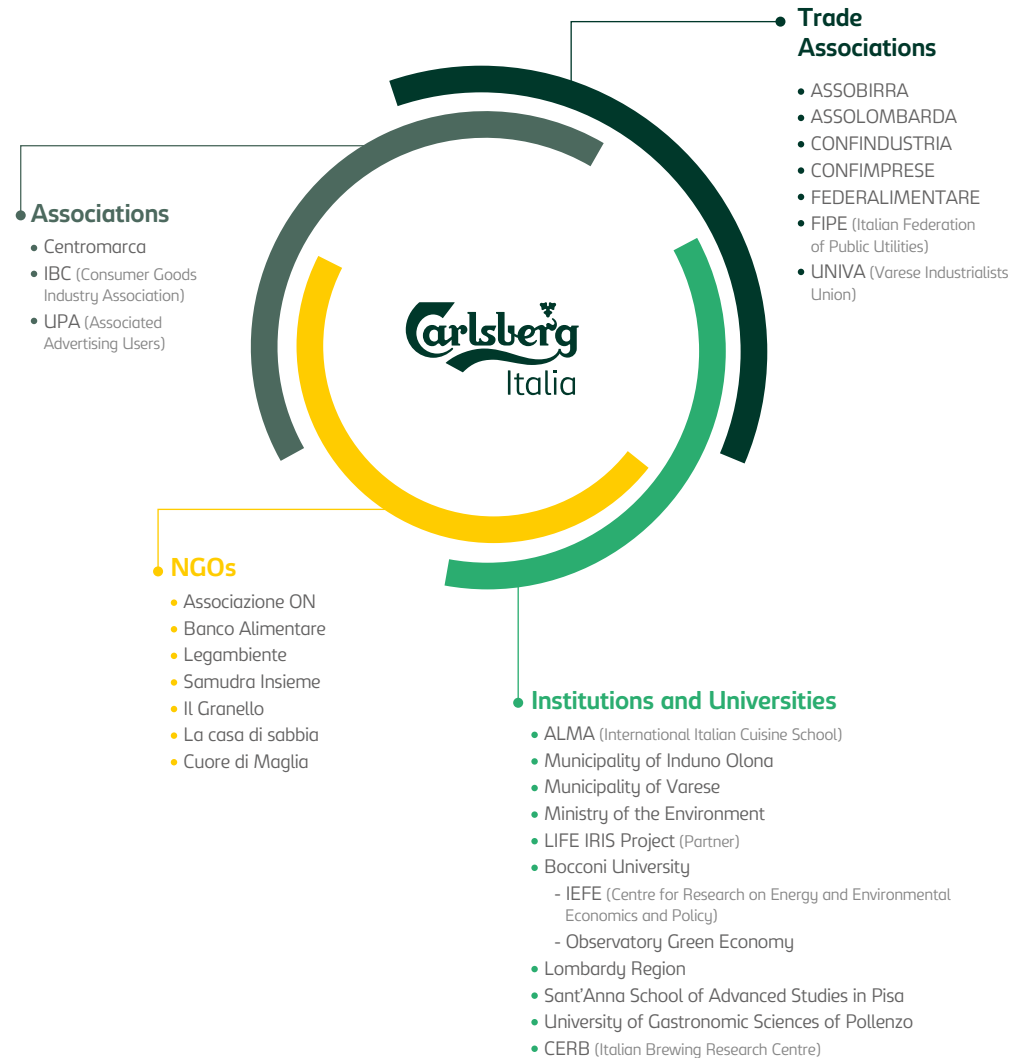 Trade
Associations
• ASSOBIRRA
• ASSOLOMBARDA
• CONFINDUSTRIA
• CONFIMPRESE
• FEDERALIMENTARE
• FIPE (Italian Federation
of Public Utilities)
• UNIVA (Varese Industrialists
Union)
Associations
• Centromarca
• IBC (Consumer Goods
Industry Association)
• UPA (Associated
Advertising Users)
Carlsberg
Italia
NGOs
• Associazione ON
• Banco Alimentare
• Legambiente
• Samudra Insieme
• Il Granello
• La casa di sabbia
• Cuore di Maglia
Institutions and Universities
• ALMA (International Italian Cuisine School)
• Municipality of Induno Olona
• Municipality of Varese
• Ministry of the Environment
• LIFE IRIS Project (Partner)
• Bocconi University
- IEFE (Centre for Research on Energy and Environmental
Economics and Policy)
- Observatory Green Economy
• Lombardy Region
• Sant'Anna School of Advanced Studies in Pisa
• University of Gastronomic Sciences of Pollenzo
• CERB (Italian Brewing Research Centre)